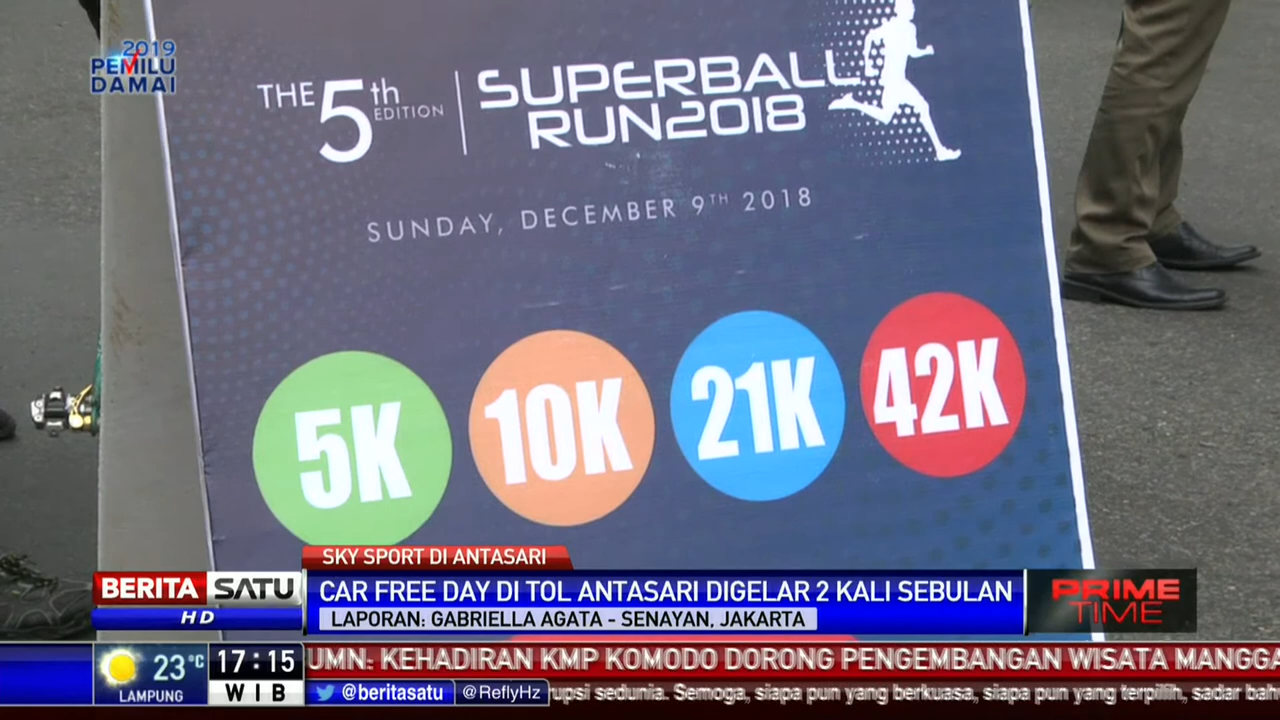 2019
PEMILU
DAMAI
THE 5th EDITION
SUPERBALL
RUN2018
SUNDAY, DECEMBER 9TH 2018
5K
10K
21K
42K
SKY SPORT DI ANTASARI
BERITA SATU
HD
CAR FREE DAY DI TOL ANTASARI DIGELAR 2 KALI SEBULAN
LAPORAN: GABRIELLA AGATA - SENAYAN, JAKARTA
PRIME
TIME
23°C
LAMPUNG
17:15
WIB
UMN: KEHADIRAN KMP KOMODO DORONG PENGEMBANGAN WISATA MANGGA
@beritasatu
@ReflyHz
rupsi sedunia. Semoga, siapa pun yang berkuasa, siapa pun yang terpilih, sadar bah